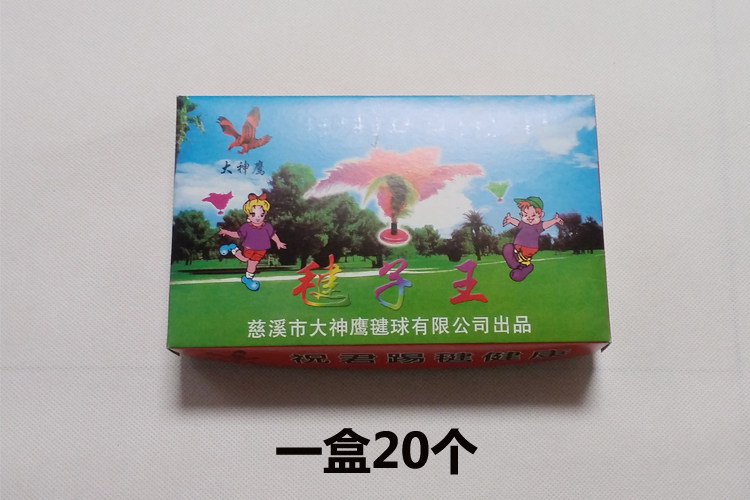 大神鹰
毽子王
慈溪市大神鹰毽球有限公司出品
祝君踢毽健康
一盒20个